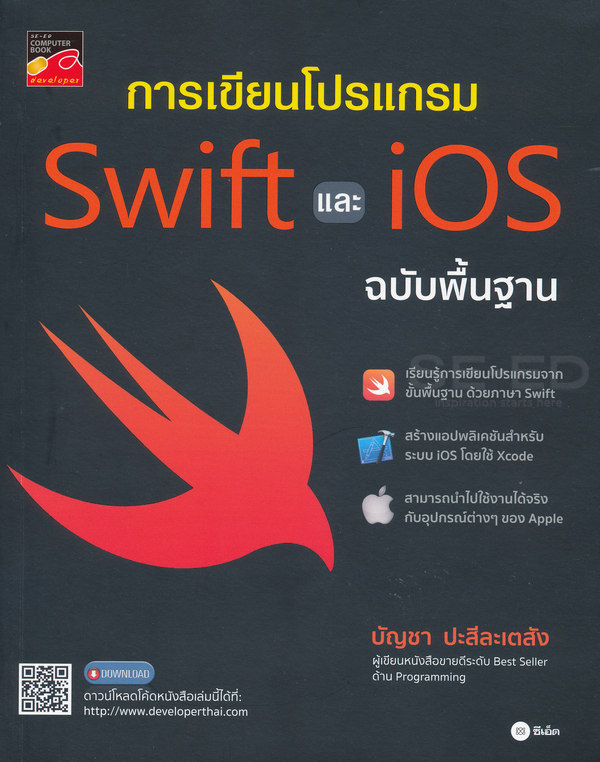 SE-ED
COMPUTER
BOOK
developer
การเขียนโปรแกรม
Swift และ iOS
ฉบับพื้นฐาน
SE-ED
inspiration starts here
เรียนรู้การเขียนโปรแกรมจาก
ขั้นพื้นฐาน ด้วยภาษา Swift
สร้างแอปพลิเคชันสำหรับ
ระบบ iOS โดยใช้ Xcode
สามารถนำไปใช้งานได้จริง
กับอุปกรณ์ต่างๆ ของ Apple
บัญชา ปะสีละเตสัง
ผู้เขียนหนังสือขายดีระดับ Best Seller
ด้าน Programming
DOWNLOAD
ดาวน์โหลดโค้ดหนังสือเล่มนี้ได้ที่:
http://www.developerthai.com
ซีเอ็ด